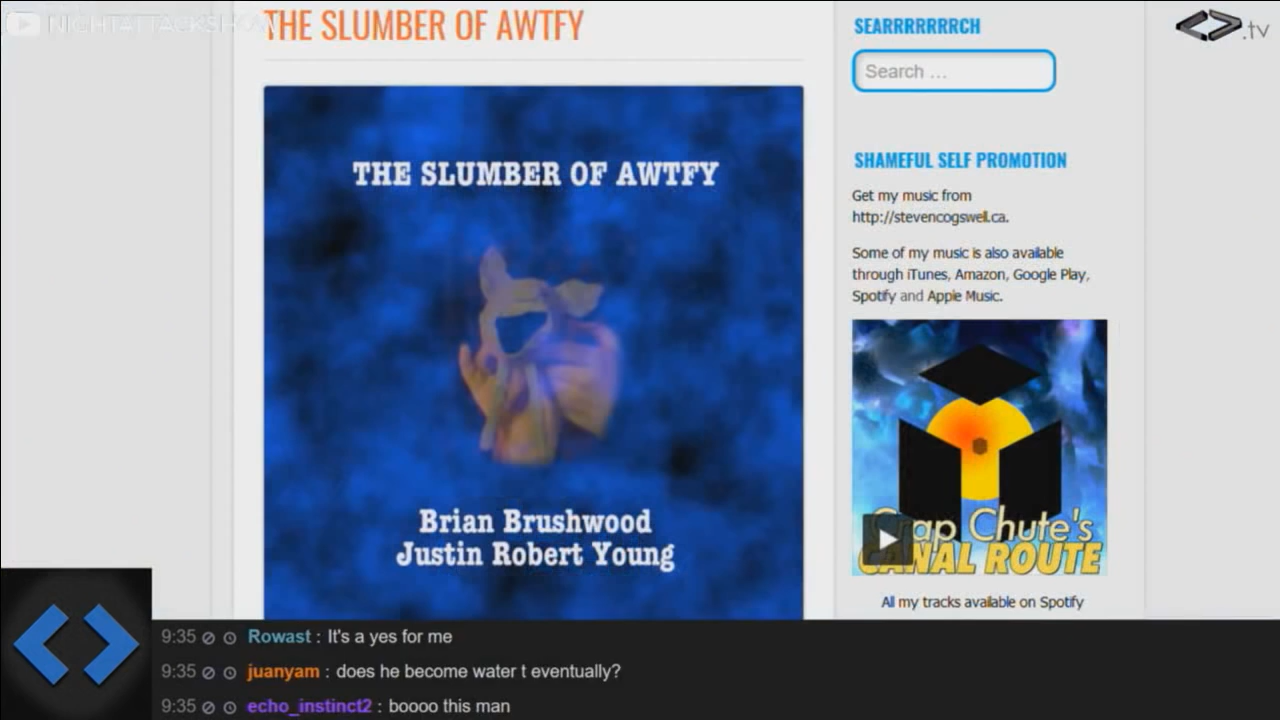 NIGHTATTACKSHOW
THE SLUMBER OF AWTFY
SEARRRRRRRCH
.tv
Search ...
THE SLUMBER OF AWTFY
SHAMEFUL SELF PROMOTION
Get my music from
http://stevencogswell.ca.
Some of my music is also available
through iTunes, Amazon, Google Play,
Spotify and Apple Music.
Brian Brushwood
Justin Robert Young
Crap Chute's
CANAL ROUTE
All my tracks available on Spotify
9:35 Rowast : It's a yes for me
9:35 juanyam : does he become water t eventually?
9:35 echo_instinct2 : boooo this man